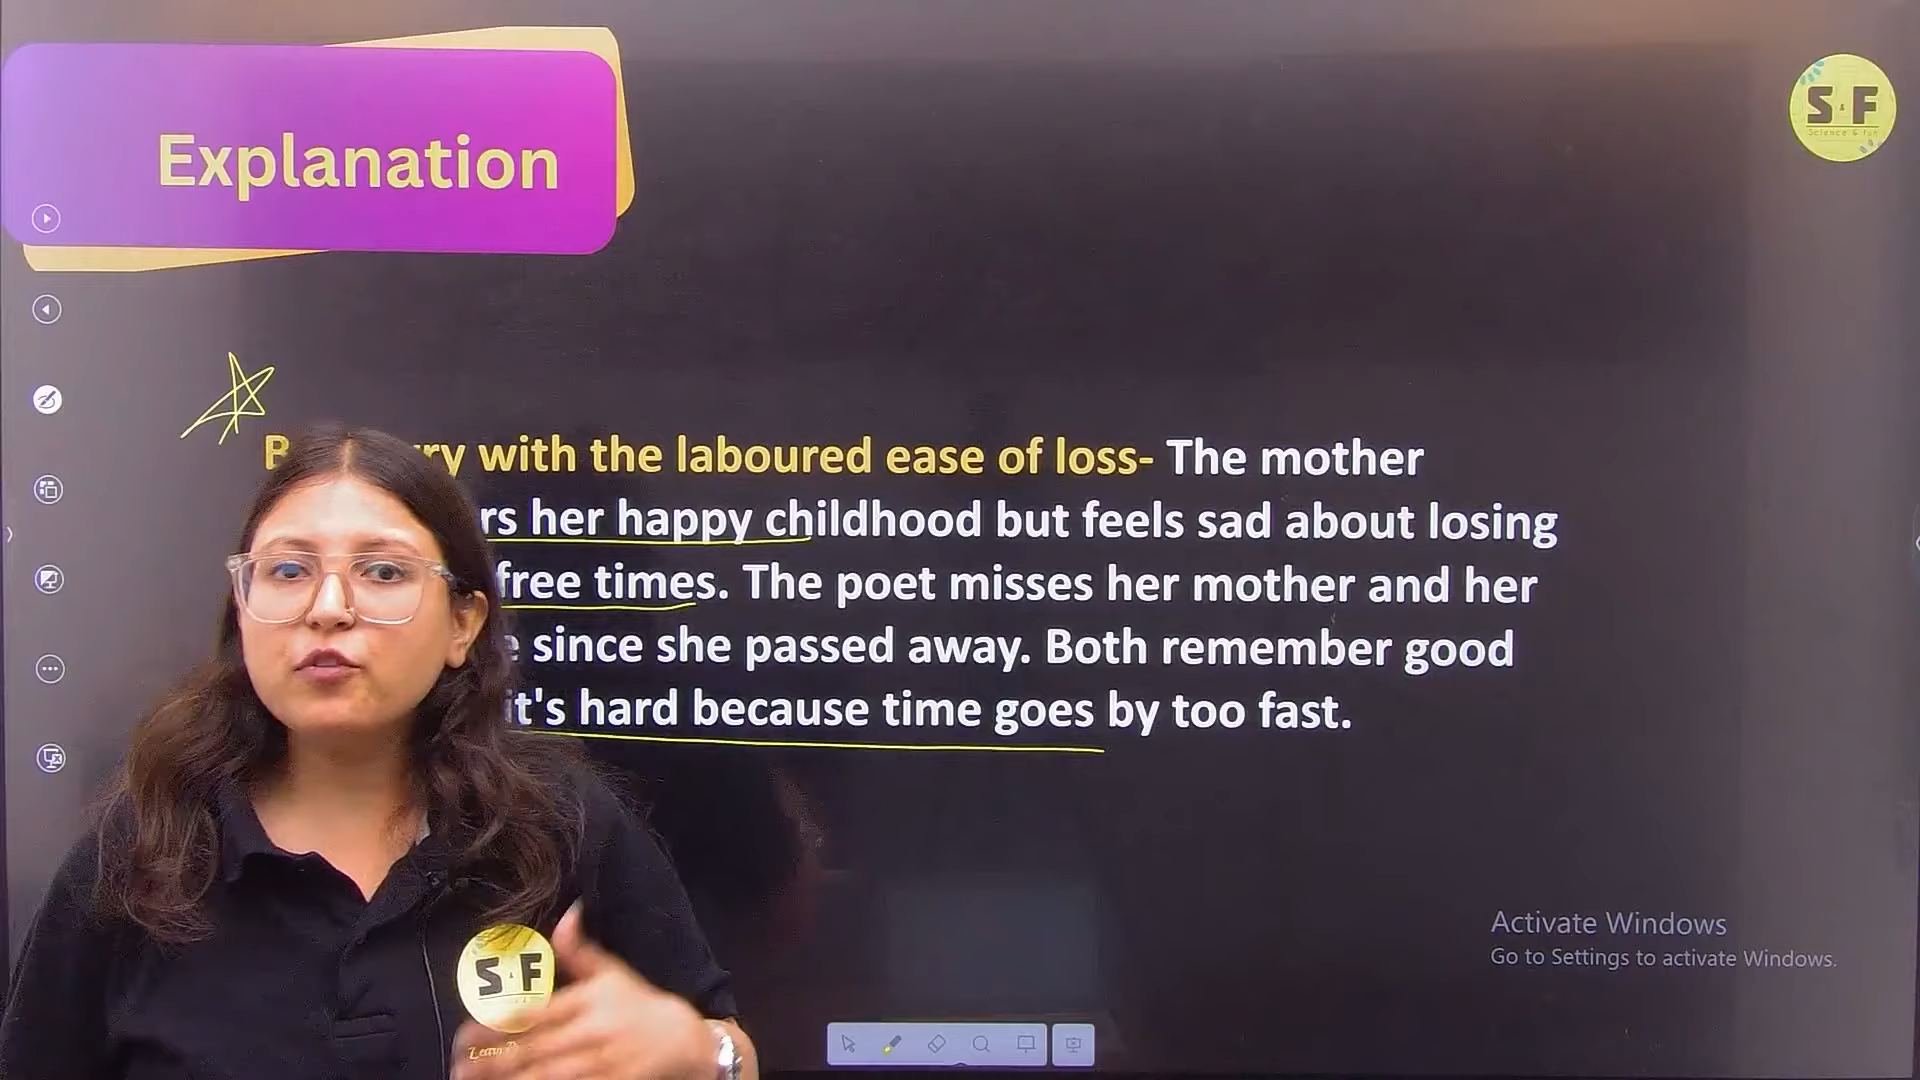 Explanation
S & F
Science & fun
with the laboured ease of loss- The mother
her happy childhood but feels sad about losing
free times. The poet misses her mother and her
since she passed away. Both remember good
it's hard because time goes by too fast.
S & F
Activate Windows
Go to Settings to activate Windows.